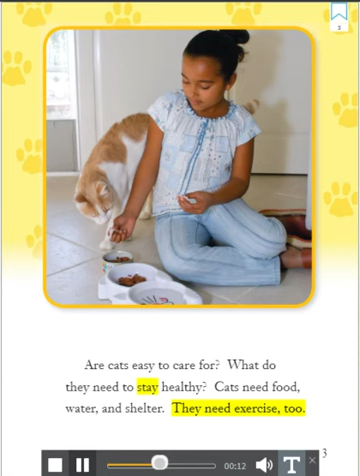 2
Are cats easy to care for? What do
they need to stay healthy? Cats need food,
water, and shelter. They need exercise, too.
3
00:12
T